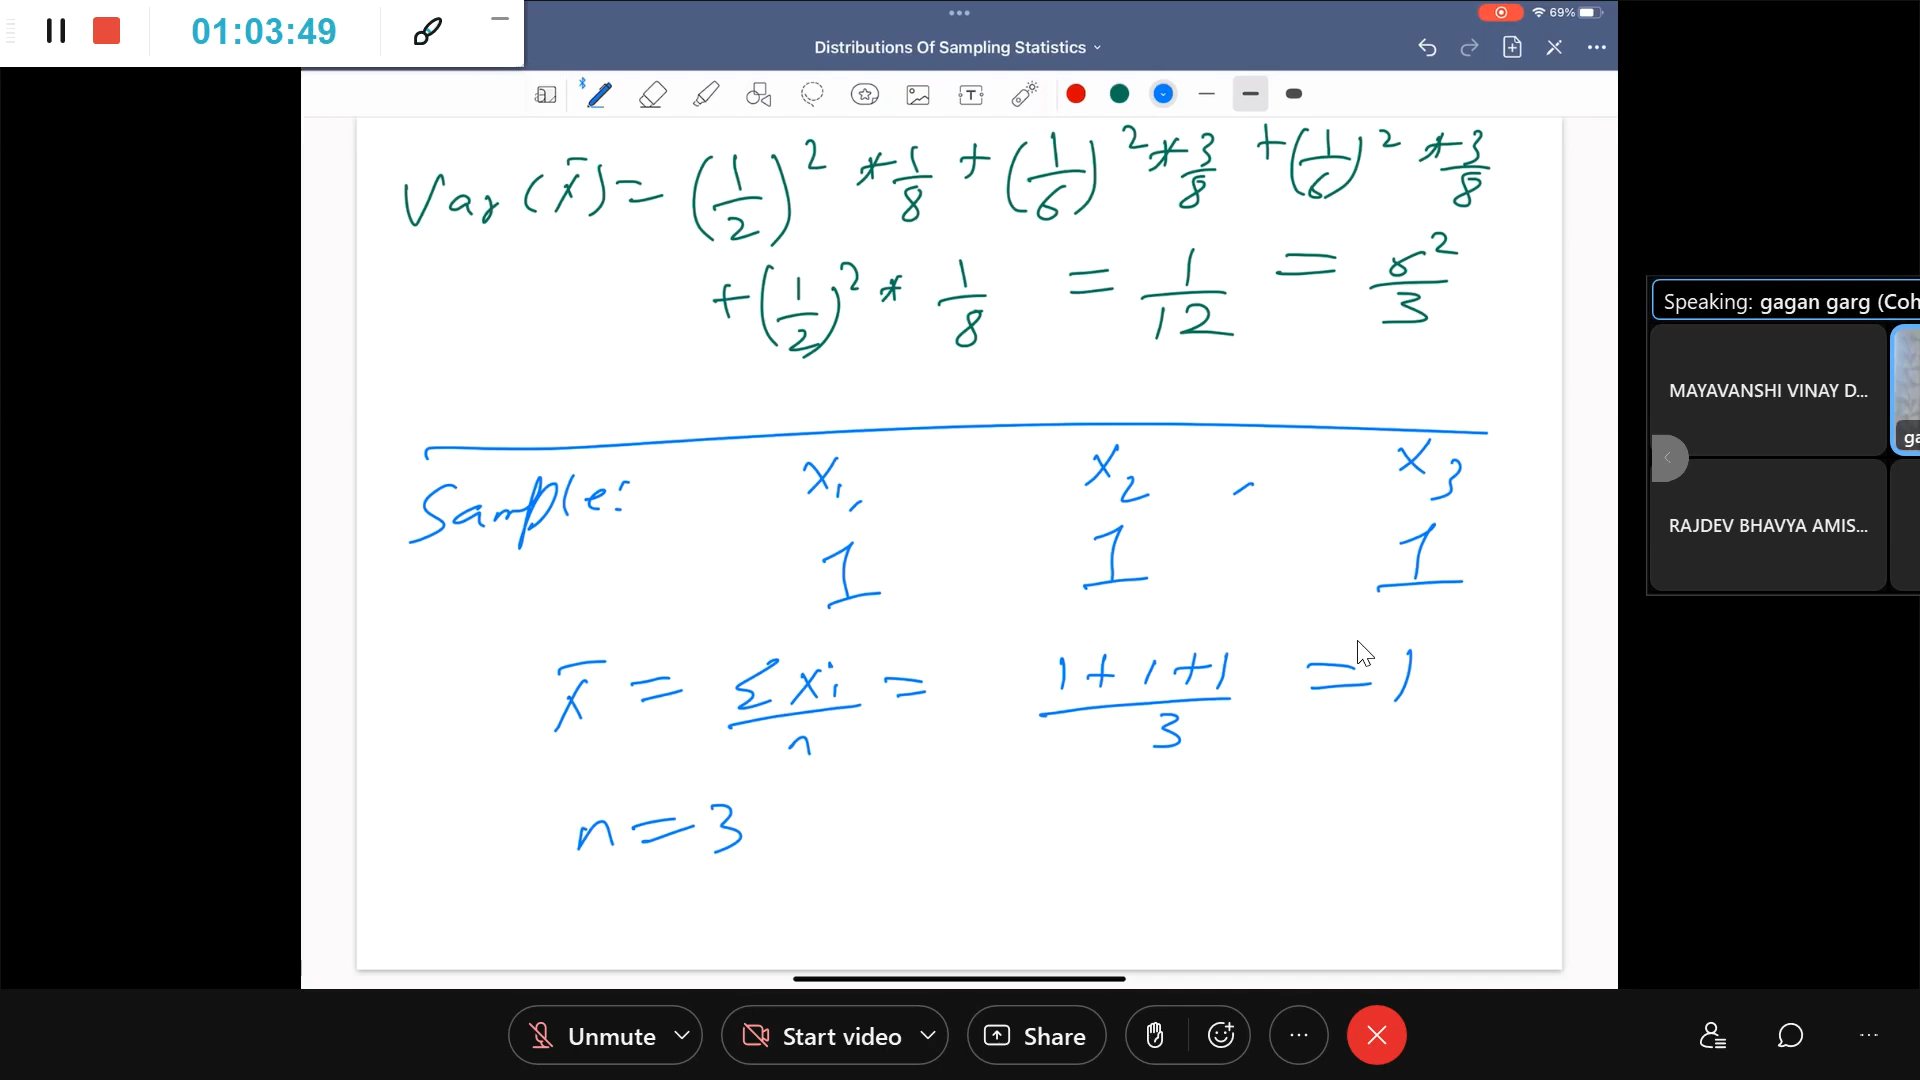 01:03:49
69%
Distributions Of Sampling Statistics
Var (x̄) = (1/2)² * 1/8 + (1/6)² * 3/8 + (1/6)² * 3/8
+ (1/2)² * 1/8 = 1/12 = σ²/3
Sample: x₁, x₂, x₃
1 1 1
x̄ = Σxi/n = 1+1+1/3 = 1
n = 3
Speaking: gagan garg (Coh
MAYAVANSHI VINAY D...
ga
RAJDEV BHAVYA AMIS...
Unmute
Start video
Share